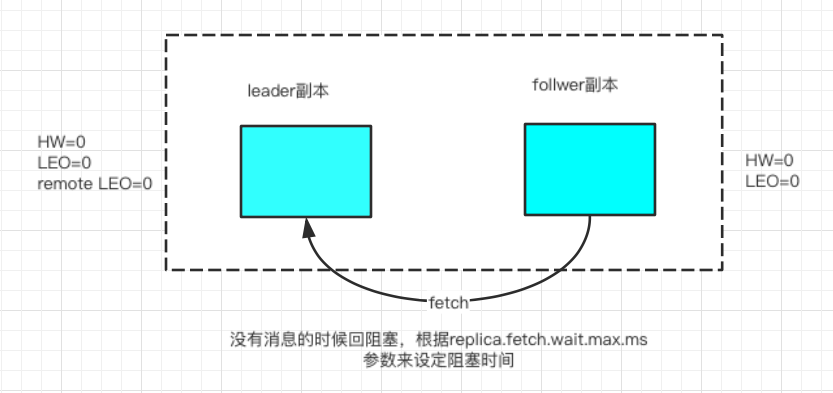 leader副本
follwer副本
HW=0
LEO=0
remote LEO=0
HW=0
LEO=0
fetch
没有消息的时候回阻塞，根据replica.fetch.wait.max.ms
参数来设定阻塞时间